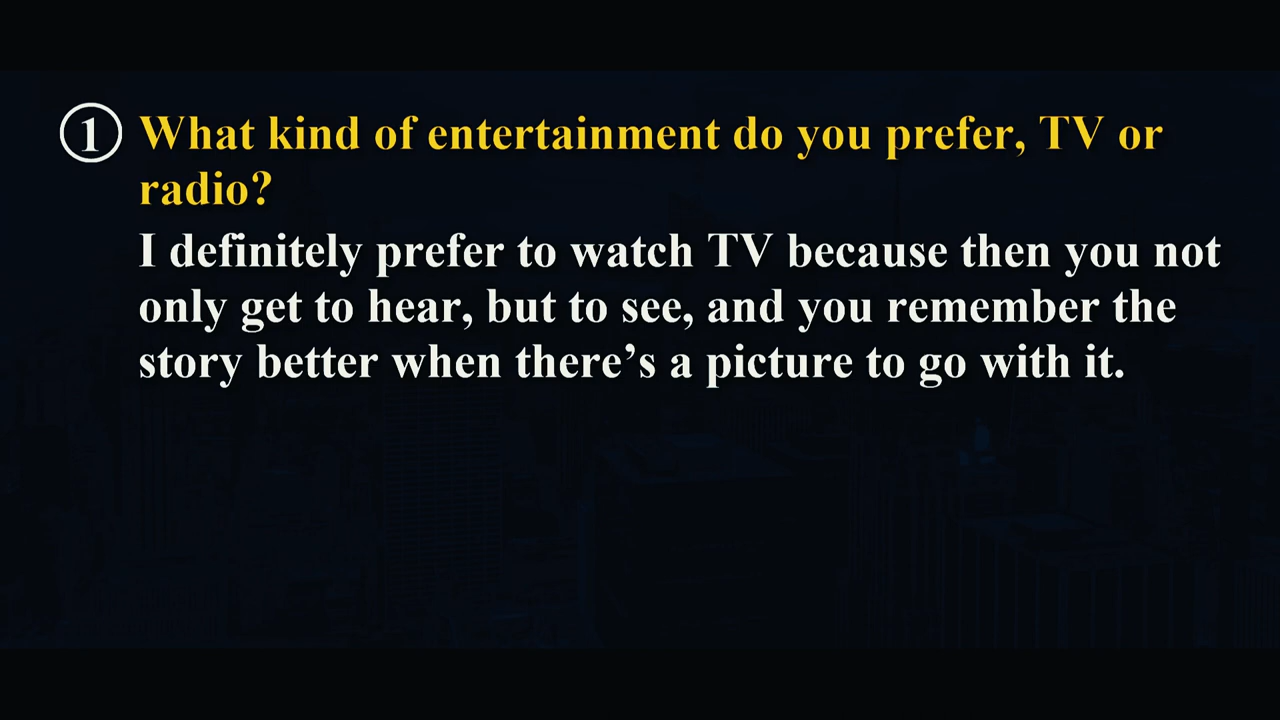 ① What kind of entertainment do you prefer, TV or
radio?
I definitely prefer to watch TV because then you not
only get to hear, but to see, and you remember the
story better when there’s a picture to go with it.